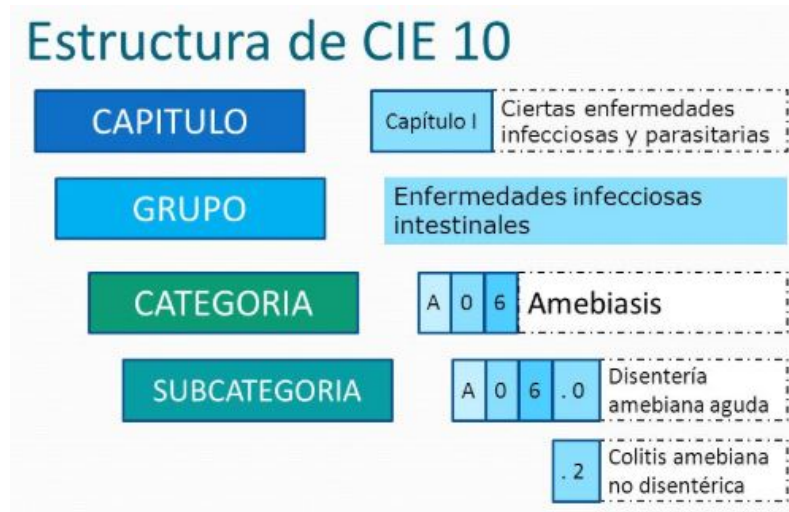 Estructura de CIE 10
CAPITULO
Capítulo I
Ciertas enfermedades
infecciosas y parasitarias
GRUPO
Enfermedades infecciosas
intestinales
CATEGORIA
A 0 6 Amebiasis
SUBCATEGORIA
A 0 6 . 0
Disentería
amebiana aguda
. 2
Colitis amebiana
no disentérica